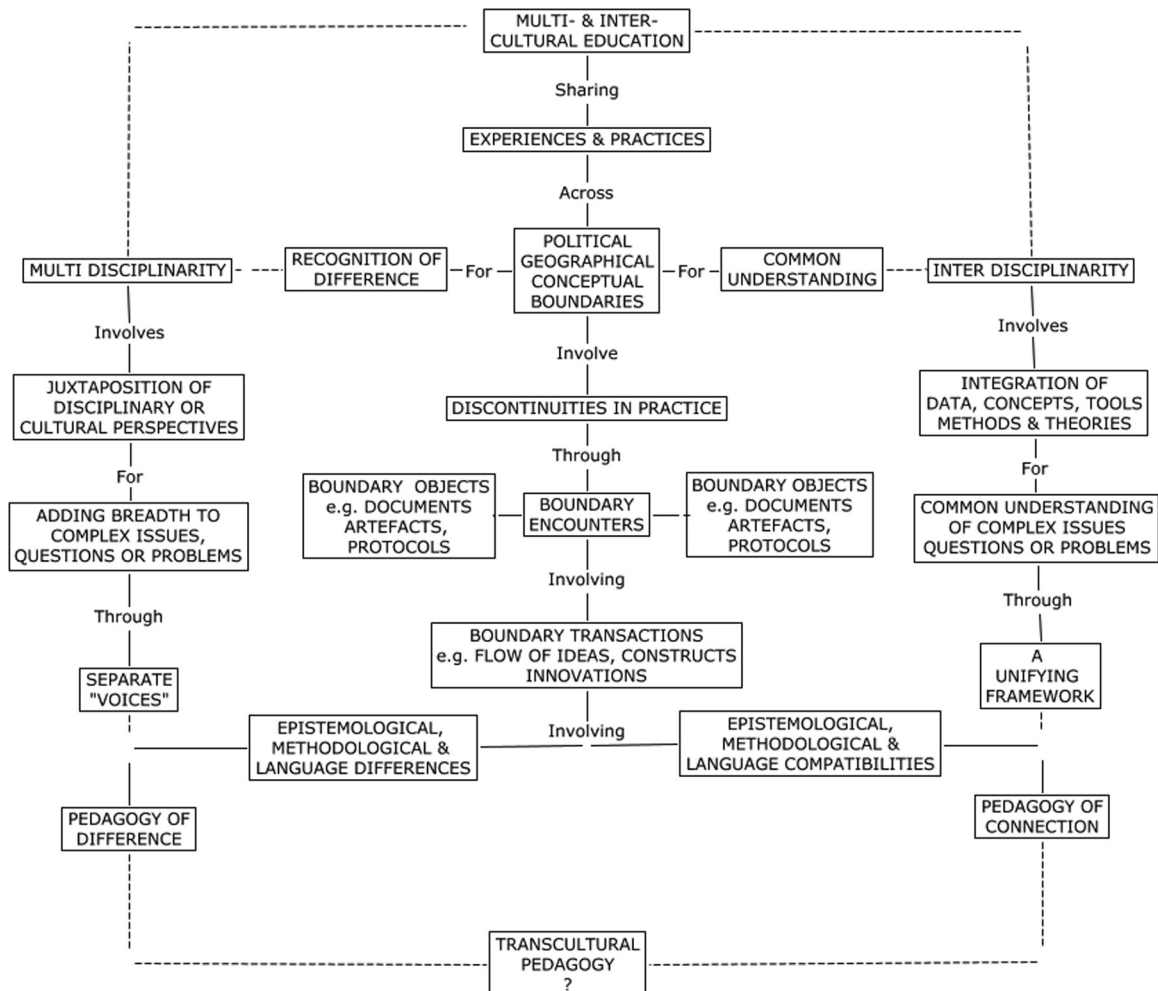 MULTI- & INTER-
CULTURAL EDUCATION
Sharing
EXPERIENCES & PRACTICES
Across
MULTI DISCIPLINARITY
RECOGNITION OF
DIFFERENCE
For
POLITICAL
GEOGRAPHICAL
CONCEPTUAL
BOUNDARIES
For
COMMON
UNDERSTANDING
INTER DISCIPLINARITY
Involves
Involve
Involves
JUXTAPOSITION OF
DISCIPLINARY OR
CULTURAL PERSPECTIVES
DISCONTINUITIES IN PRACTICE
INTEGRATION OF
DATA, CONCEPTS, TOOLS
METHODS & THEORIES
For
Through
For
ADDING BREADTH TO
COMPLEX ISSUES,
QUESTIONS OR PROBLEMS
BOUNDARY OBJECTS
e.g. DOCUMENTS
ARTEFACTS,
PROTOCOLS
BOUNDARY
ENCOUNTERS
BOUNDARY OBJECTS
e.g. DOCUMENTS
ARTEFACTS,
PROTOCOLS
COMMON UNDERSTANDING
OF COMPLEX ISSUES
QUESTIONS OR PROBLEMS
Through
Involving
Through
SEPARATE
"VOICES"
BOUNDARY TRANSACTIONS
e.g. FLOW OF IDEAS, CONSTRUCTS
INNOVATIONS
A
UNIFYING
FRAMEWORK
EPISTEMOLOGICAL,
METHODOLOGICAL &
LANGUAGE DIFFERENCES
Involving
EPISTEMOLOGICAL,
METHODOLOGICAL &
LANGUAGE COMPATIBILITIES
PEDAGOGY OF
DIFFERENCE
PEDAGOGY OF
CONNECTION
TRANSCULTURAL
PEDAGOGY
?